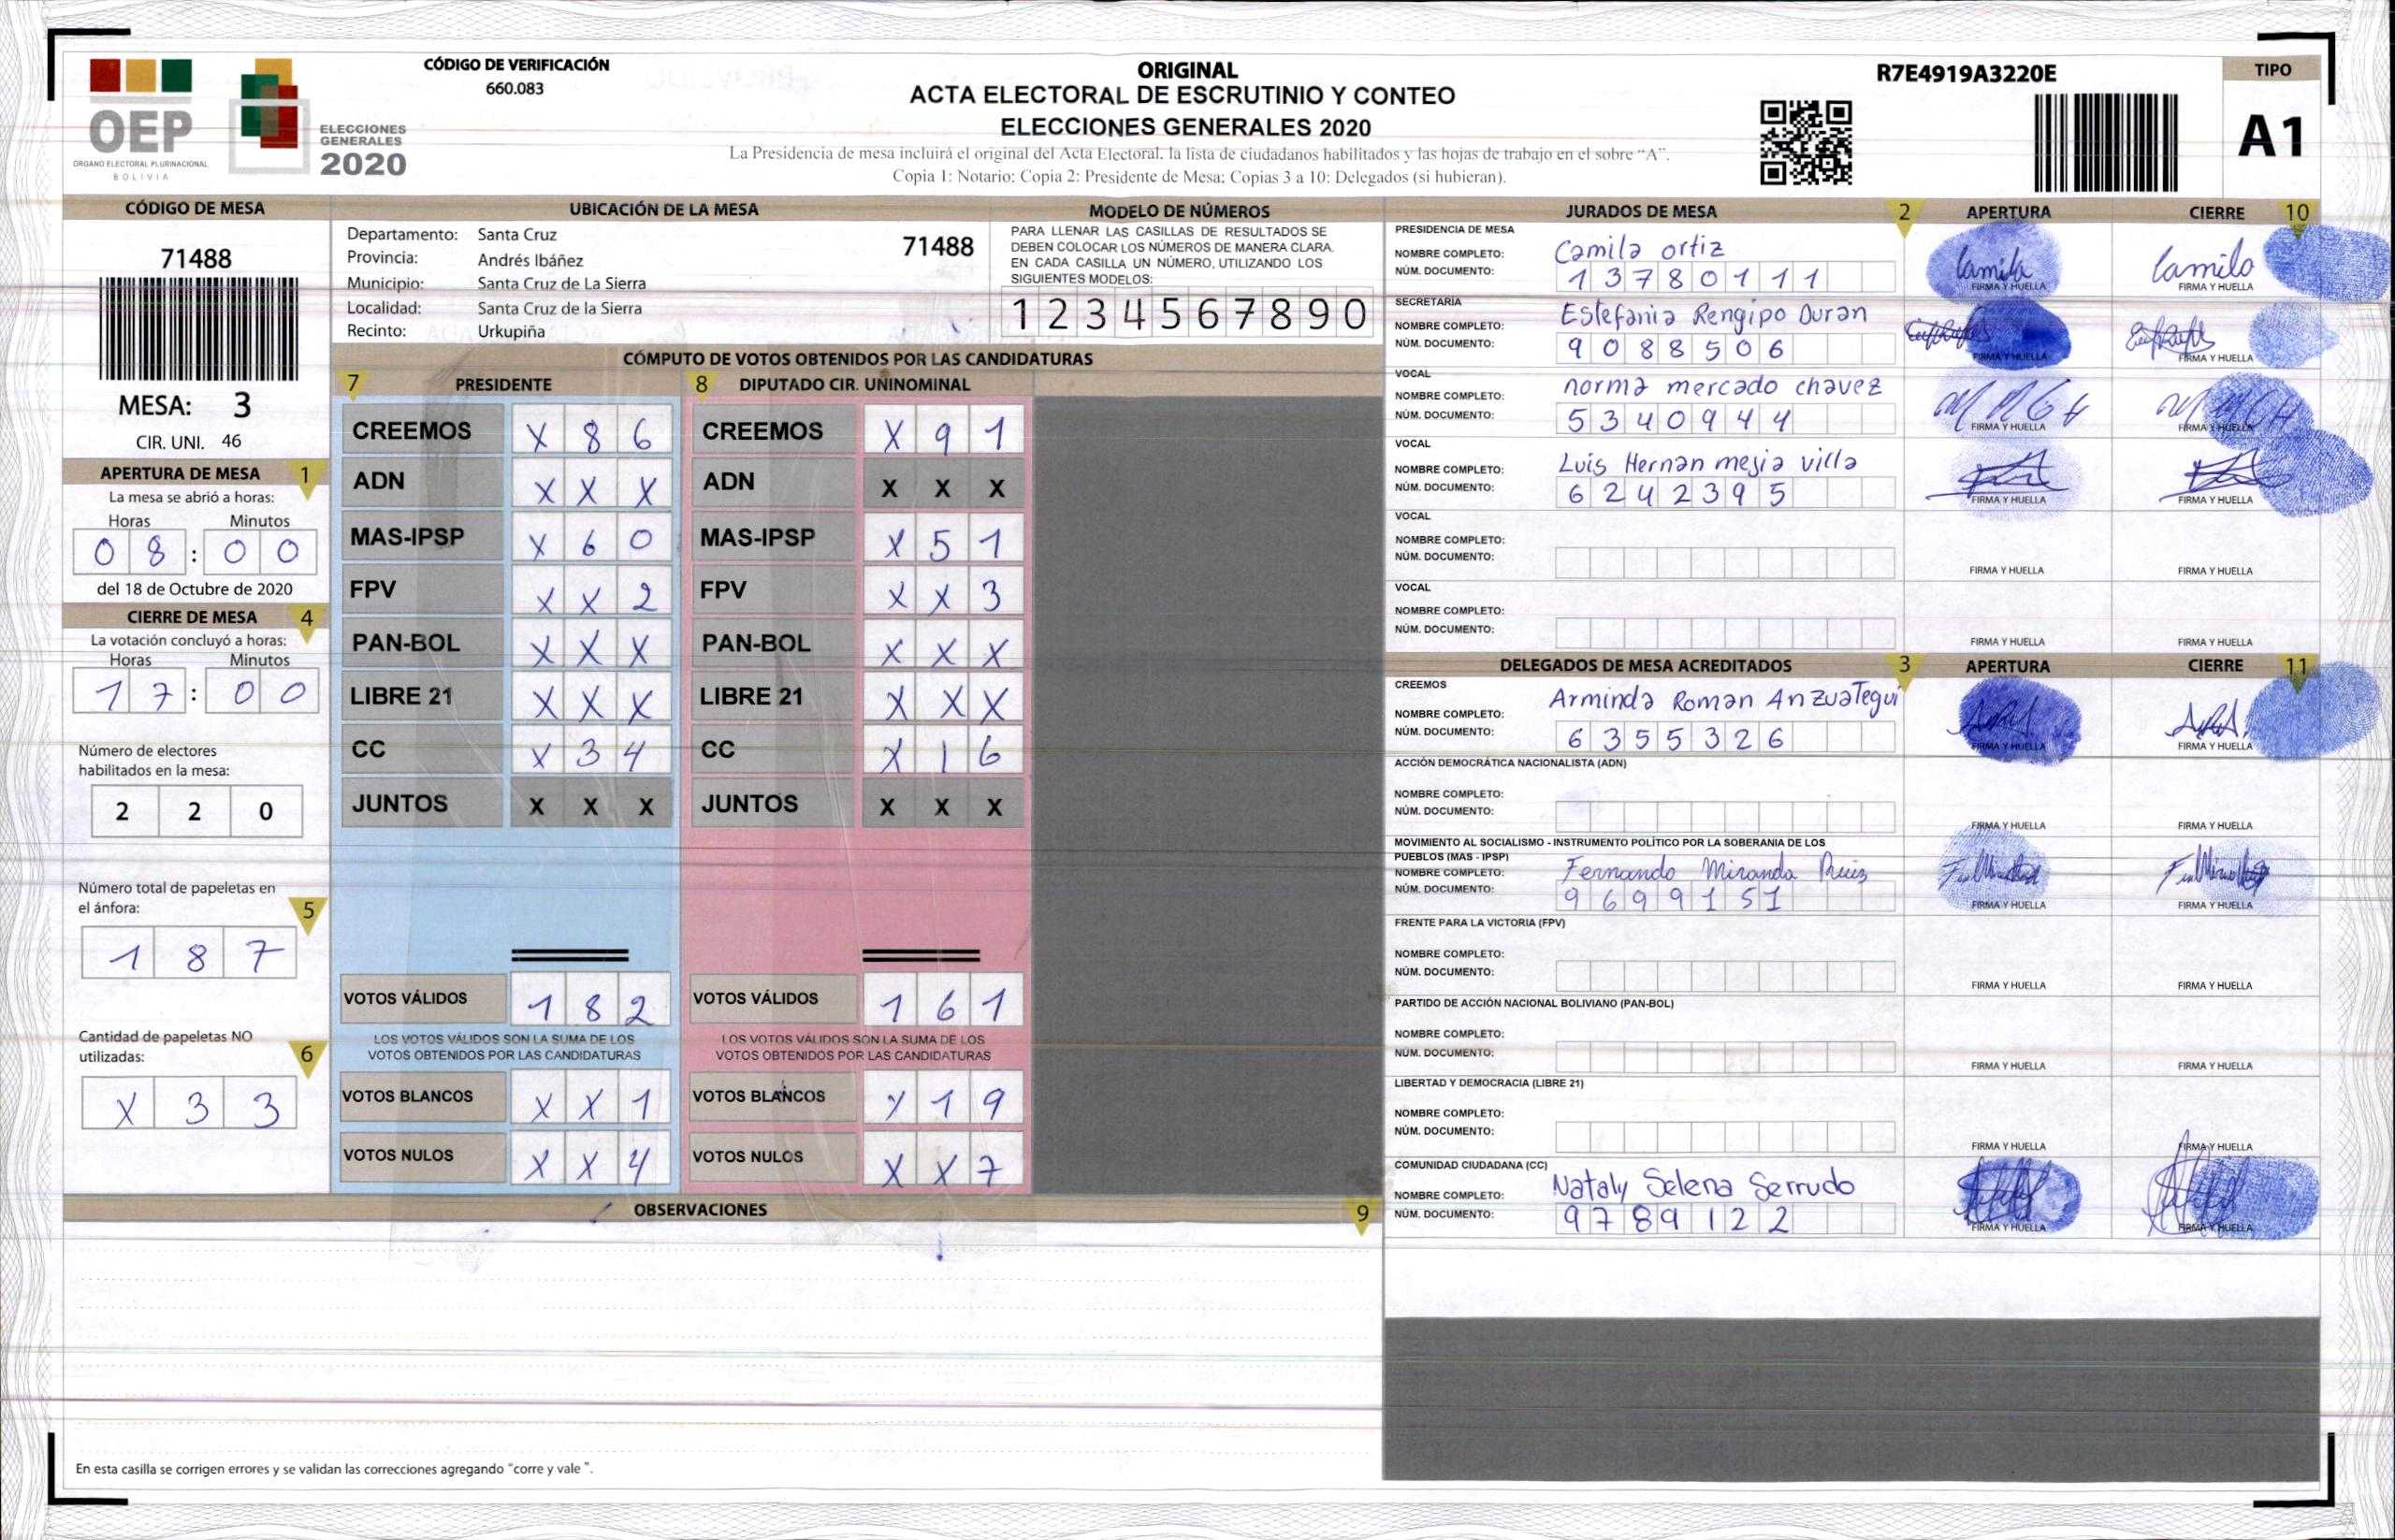 CÓDIGO DE VERIFICACIÓN
660.083
OEP
ÓRGANO ELECTORAL PLURINACIONAL
BOLIVIA
ELECCIONES
GENERALES
2020
ORIGINAL
ACTA ELECTORAL DE ESCRUTINIO Y CONTEO
ELECCIONES GENERALES 2020
La Presidencia de mesa incluirá el original del Acta Electoral, la lista de ciudadanos habilitados y las hojas de trabajo en el sobre “A”.
Copia 1: Notario; Copia 2: Presidente de Mesa; Copias 3 a 10: Delegados (si hubieran).
R7E4919A3220E
TIPO
A1
CÓDIGO DE MESA
71488
MESA: 3
CIR. UNI. 46
APERTURA DE MESA 1
La mesa se abrió a horas:
Horas Minutos
0 8 : 0 0
del 18 de Octubre de 2020
CIERRE DE MESA 4
La votación concluyó a horas:
Horas Minutos
1 7 : 0 0
Número de electores
habilitados en la mesa:
2 2 0
Número total de papeletas en
el ánfora: 5
1 8 7
Cantidad de papeletas NO
utilizadas: 6
X 3 3
UBICACIÓN DE LA MESA
Departamento: Santa Cruz
71488
Provincia: Andrés Ibáñez
Municipio: Santa Cruz de La Sierra
Localidad: Santa Cruz de la Sierra
Recinto: Urkupiña
MODELO DE NÚMEROS
PARA LLENAR LAS CASILLAS DE RESULTADOS SE
DEBEN COLOCAR LOS NÚMEROS DE MANERA CLARA.
EN CADA CASILLA UN NÚMERO, UTILIZANDO LOS
SIGUIENTES MODELOS:
1 2 3 4 5 6 7 8 9 0
CÓMPUTO DE VOTOS OBTENIDOS POR LAS CANDIDATURAS
7 PRESIDENTE
CREEMOS X 8 6
ADN X X X
MAS-IPSP X 6 0
FPV X X 2
PAN-BOL X X X
LIBRE 21 X X X
CC X 3 4
JUNTOS X X X
VOTOS VÁLIDOS 1 8 2
LOS VOTOS VÁLIDOS SON LA SUMA DE LOS
VOTOS OBTENIDOS POR LAS CANDIDATURAS
VOTOS BLANCOS X X 1
VOTOS NULOS X X 4
8 DIPUTADO CIR. UNINOMINAL
CREEMOS X 9 1
ADN X X X
MAS-IPSP X 5 1
FPV X X 3
PAN-BOL X X X
LIBRE 21 X X X
CC X 1 6
JUNTOS X X X
VOTOS VÁLIDOS 1 6 1
LOS VOTOS VÁLIDOS SON LA SUMA DE LOS
VOTOS OBTENIDOS POR LAS CANDIDATURAS
VOTOS BLANCOS X 1 9
VOTOS NULOS X X 7
OBSERVACIONES 9
En esta casilla se corrigen errores y se validan las correcciones agregando “corre y vale”.
JURADOS DE MESA 2 APERTURA CIERRE 10
PRESIDENCIA DE MESA
NOMBRE COMPLETO: Camila ortiz
NÚM. DOCUMENTO: 1 3 7 8 0 1 1 1
Camila Camila
FIRMA Y HUELLA FIRMA Y HUELLA
SECRETARIA
NOMBRE COMPLETO: Estefania Rengipo Duran
NÚM. DOCUMENTO: 9 0 8 8 5 0 6
FIRMA Y HUELLA FIRMA Y HUELLA
VOCAL
NOMBRE COMPLETO: norma mercado chavez
NÚM. DOCUMENTO: 5 3 4 0 9 4 4
FIRMA Y HUELLA FIRMA Y HUELLA
VOCAL
NOMBRE COMPLETO: Luis Hernan mejia villa
NÚM. DOCUMENTO: 6 2 4 2 3 9 5
FIRMA Y HUELLA FIRMA Y HUELLA
VOCAL
NOMBRE COMPLETO:
NÚM. DOCUMENTO:
FIRMA Y HUELLA FIRMA Y HUELLA
VOCAL
NOMBRE COMPLETO:
NÚM. DOCUMENTO:
FIRMA Y HUELLA FIRMA Y HUELLA
DELEGADOS DE MESA ACREDITADOS 3 APERTURA CIERRE 11
CREEMOS
NOMBRE COMPLETO: Arminda Roman Anzuategui
NÚM. DOCUMENTO: 6 3 5 5 3 2 6
FIRMA Y HUELLA FIRMA Y HUELLA
ACCIÓN DEMOCRÁTICA NACIONALISTA (ADN)
NOMBRE COMPLETO:
NÚM. DOCUMENTO:
FIRMA Y HUELLA FIRMA Y HUELLA
MOVIMIENTO AL SOCIALISMO - INSTRUMENTO POLÍTICO POR LA SOBERANIA DE LOS
PUEBLOS (MAS - IPSP)
NOMBRE COMPLETO: Fernando Miranda Ruiz
NÚM. DOCUMENTO: 9 6 9 9 1 5 1
FIRMA Y HUELLA FIRMA Y HUELLA
FRENTE PARA LA VICTORIA (FPV)
NOMBRE COMPLETO:
NÚM. DOCUMENTO:
FIRMA Y HUELLA FIRMA Y HUELLA
PARTIDO DE ACCIÓN NACIONAL BOLIVIANO (PAN-BOL)
NOMBRE COMPLETO:
NÚM. DOCUMENTO:
FIRMA Y HUELLA FIRMA Y HUELLA
LIBERTAD Y DEMOCRACIA (LIBRE 21)
NOMBRE COMPLETO:
NÚM. DOCUMENTO:
FIRMA Y HUELLA FIRMA Y HUELLA
COMUNIDAD CIUDADANA (CC)
NOMBRE COMPLETO: Nataly Selena Serrudo
NÚM. DOCUMENTO: 9 7 8 9 1 2 2
FIRMA Y HUELLA FIRMA Y HUELLA